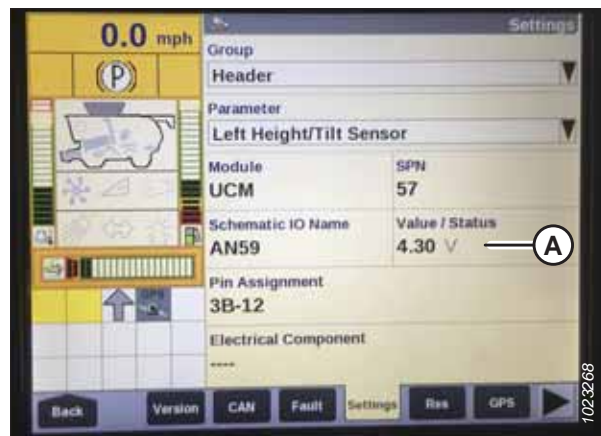 0.0 mph
Settings
(P)
Group
Header
Parameter
Left Height/Tilt Sensor
Module
SPN
UCM
57
Schematic IO Name
Value / Status
AN59
4.30 V
A
Pin Assignment
3B-12
Electrical Component
----
Back
Version
CAN
Fault
Settings
Res
GPS
1023268